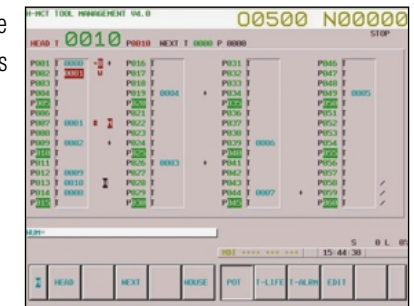 e
s
H-MCT TOOL MANAGEMENT V4.0
O0500 N00000
HEAD T 0010 P0010 NEXT T 0000 P 0000 STOP
P001 T 0000 P016 T P031 T P046 T
P002 T 0001 W P017 T P032 T P047 T
P003 T P018 T P033 T P048 T
P004 T P019 T 0004 P034 T P049 T 0005
P005 T P020 T P035 T P050 T
P006 T P021 T P036 T P051 T
P007 T 0001 P022 T P037 T P052 T
P008 T P023 T P038 T P053 T
P009 T 0002 P024 T P039 T 0006 P054 T
P010 T P025 T P040 T P055 T
P011 T P026 T 0003 P041 T P056 T
P012 T 0009 P027 T P042 T P057 T
P013 T 0010 P028 T P043 T P058 T
P014 T 0000 P029 T P044 T 0007 P059 T
P015 T P030 T P045 T P060 T
NUM=
S 0 L 0%
MDI **** *** *** 15:44:30
HEAD NEXT HOUSE POT T-LIFE T-ALRM EDIT